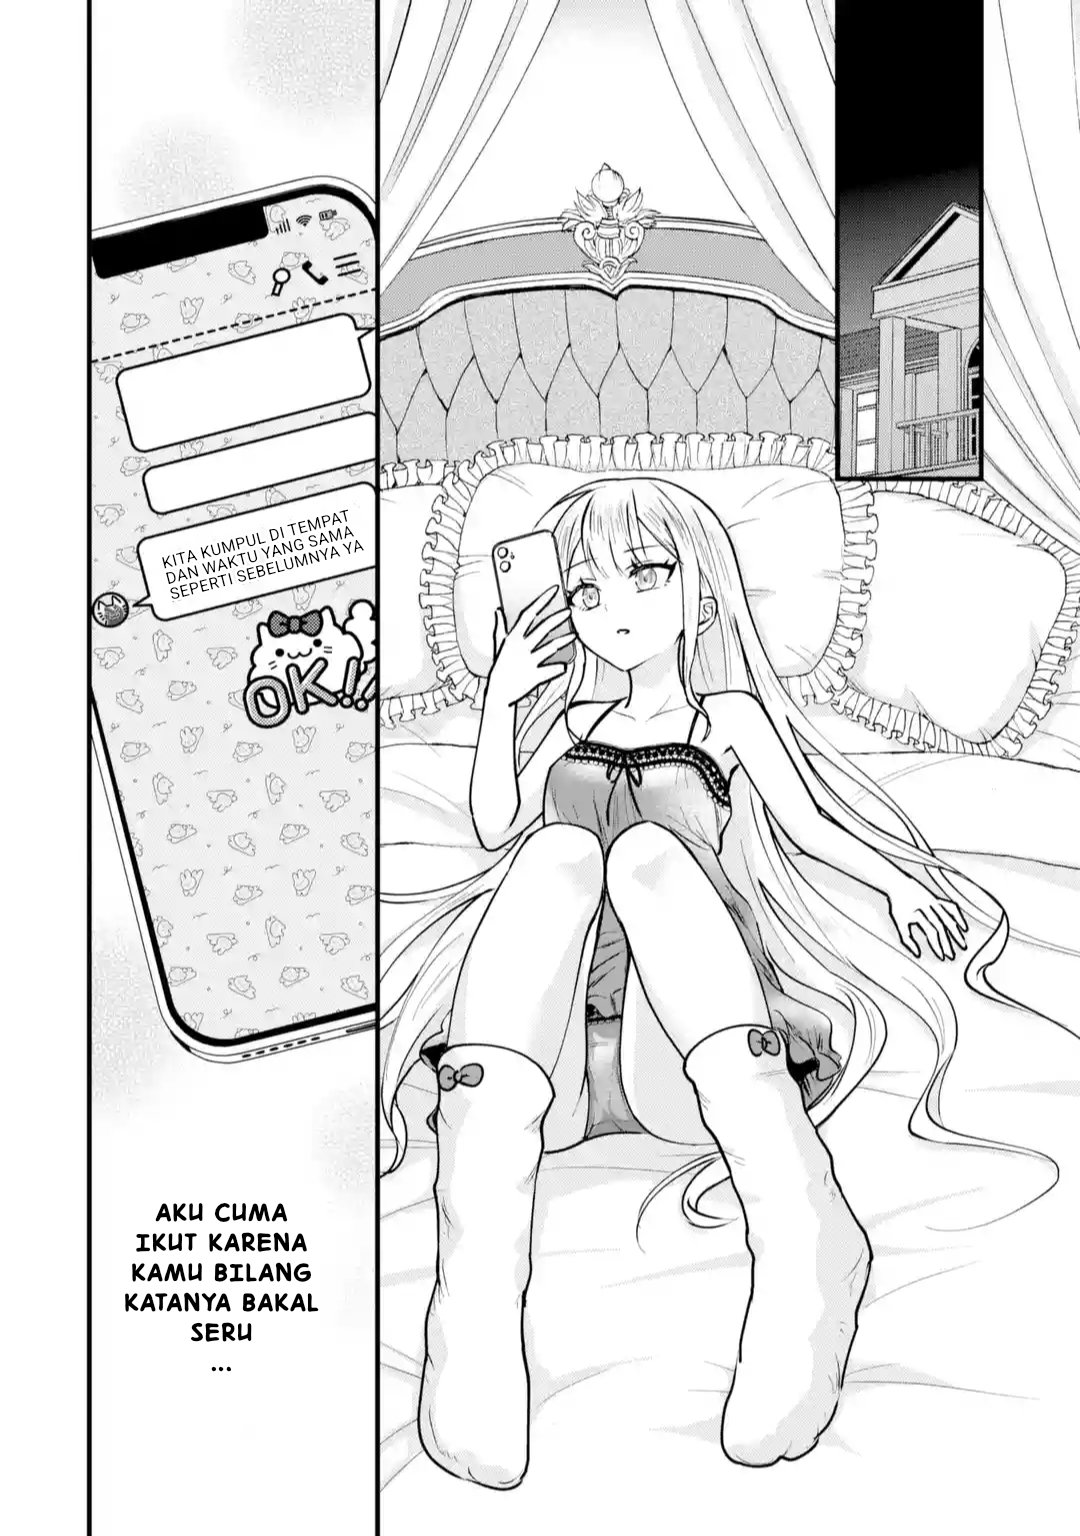 KITA KUMPUL DI TEMPAT
DAN WAKTU YANG SAMA
SEPERTI SEBELUMNYA YA
OK!!
AKU CUMA
IKUT KARENA
KAMU BILANG
KATANYA BAKAL
SERU
...